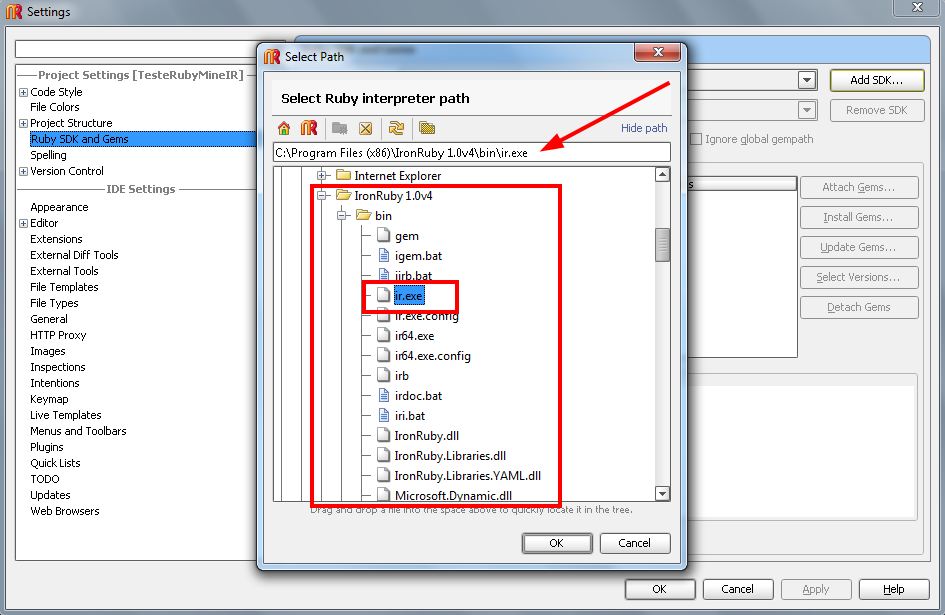 Settings
Project Settings [TesteRubyMineIR]
Code Style
File Colors
Project Structure
Ruby SDK and Gems
Spelling
Version Control
IDE Settings
Appearance
Editor
Extensions
External Diff Tools
External Tools
File Templates
File Types
General
HTTP Proxy
Images
Inspections
Intentions
Keymap
Live Templates
Menus and Toolbars
Plugins
Quick Lists
TODO
Updates
Web Browsers
Select Path
Select Ruby interpreter path
Hide path
C:\Program Files (x86)\IronRuby 1.0v4\bin\ir.exe
Internet Explorer
IronRuby 1.0v4
bin
gem
igem.bat
iirb.bat
ir.exe
ir.exe.config
ir64.exe
ir64.exe.config
irb
irdoc.bat
iri.bat
IronRuby.dll
IronRuby.Libraries.dll
IronRuby.Libraries.YAML.dll
Microsoft.Dynamic.dll
Drag and drop a file into the space above to quickly locate it in the tree.
OK
Cancel
Add SDK...
Remove SDK
Ignore global gempath
Attach Gems...
Install Gems...
Update Gems...
Select Versions...
Detach Gems
OK
Cancel
Apply
Help